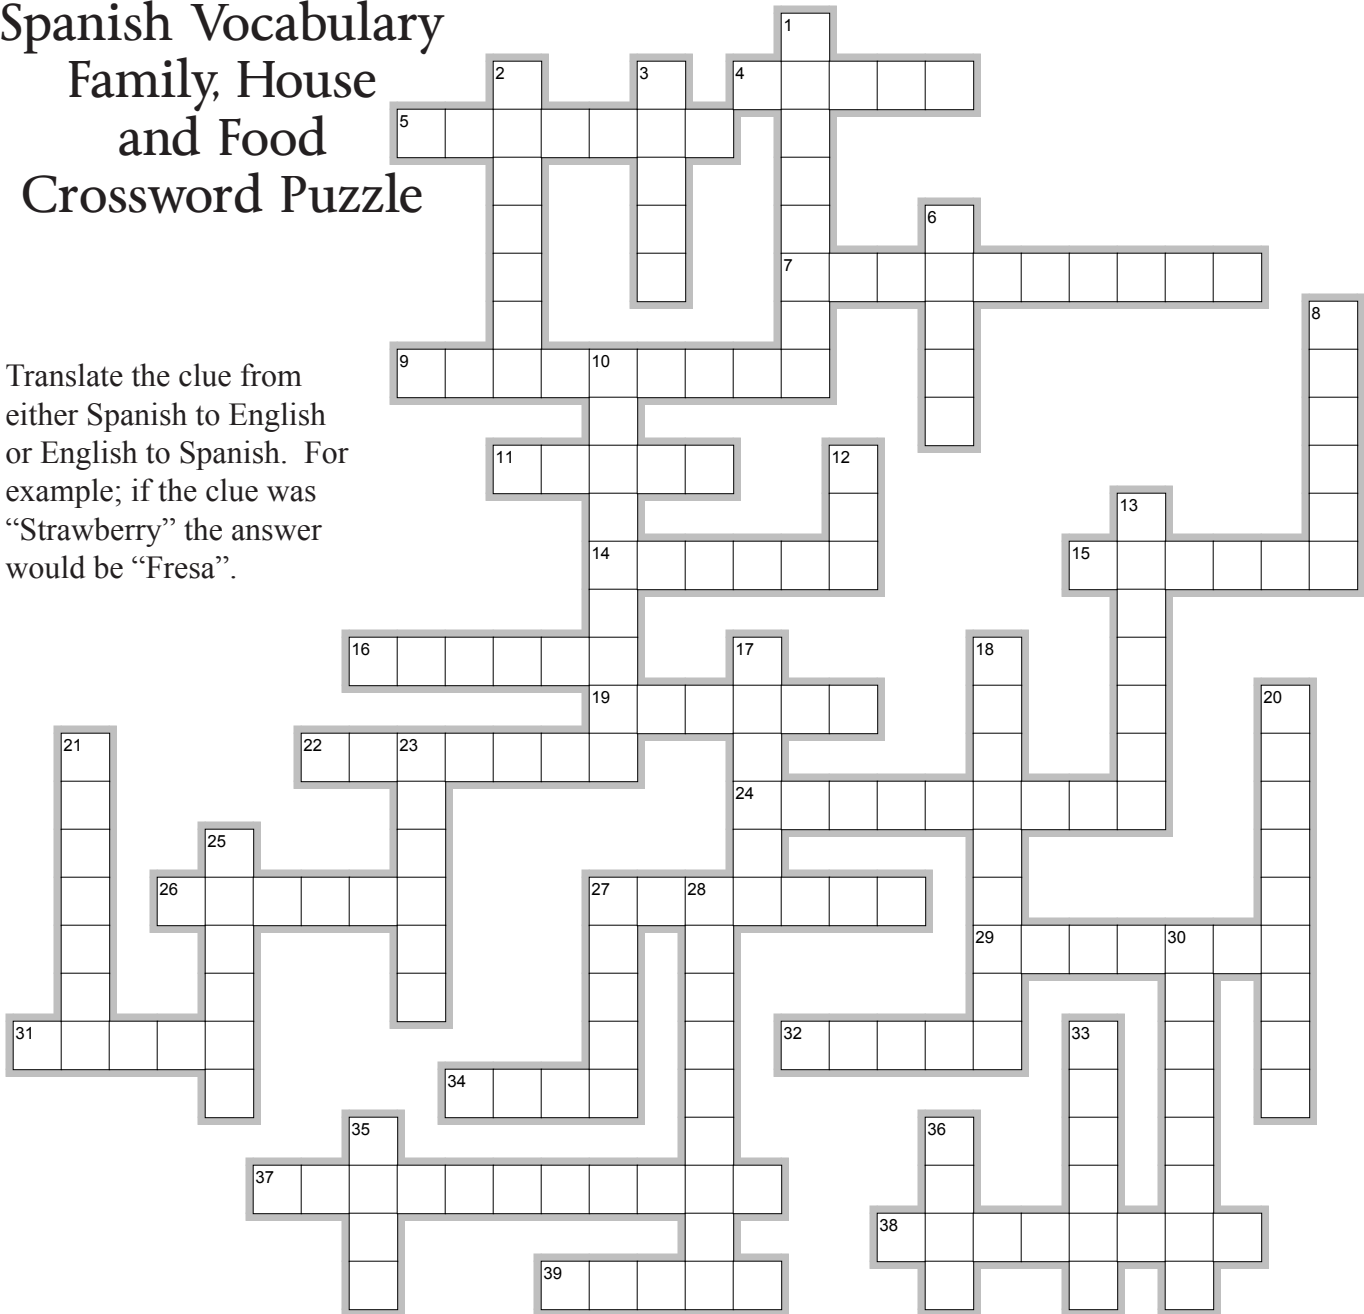 Spanish Vocabulary
Family, House
and Food
Crossword Puzzle
Translate the clue from
either Spanish to English
or English to Spanish.  For
example; if the clue was
“Strawberry” the answer
would be “Fresa”.
1
2 3 4
5
6
7
8
9 10
11 12
13
14 15
16 17 18
19 20
21 22 23
24
25
26 27 28
29 30
31 32 33
34
35 36
37
38
39